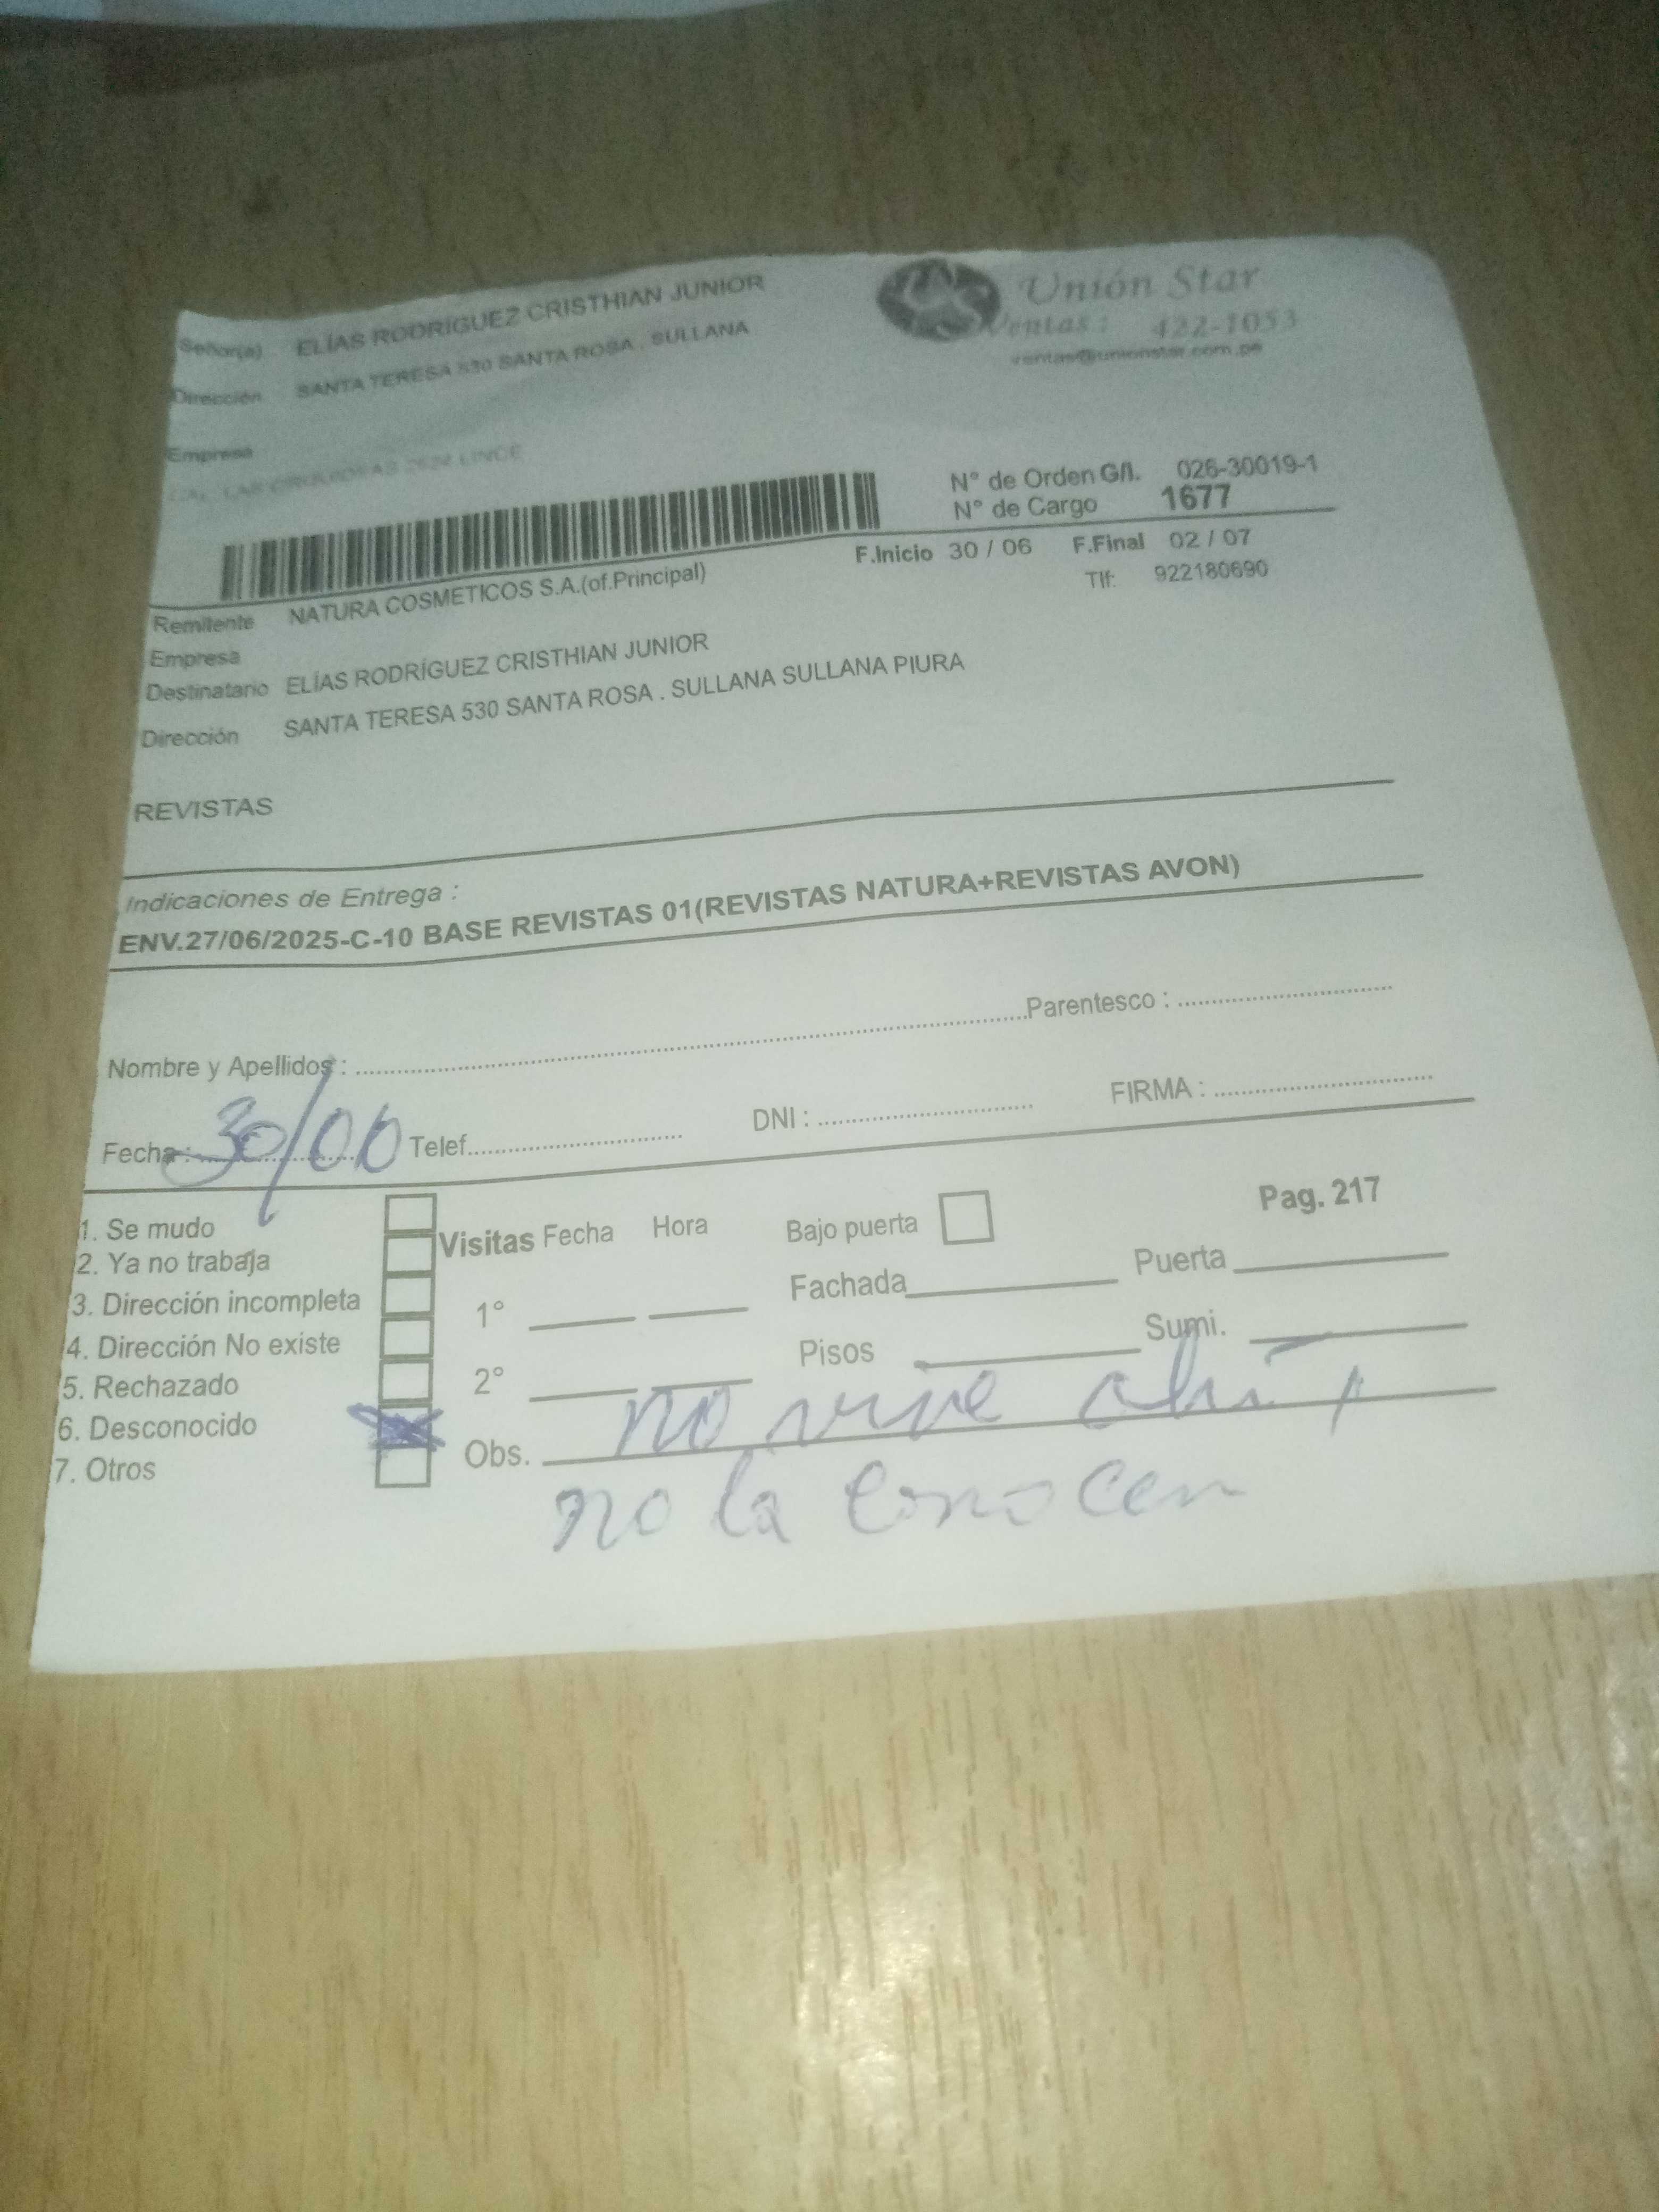 Señor(a) ELÍAS RODRÍGUEZ CRISTHIAN JUNIOR
Dirección SANTA TERESA 530 SANTA ROSA . SULLANA
Unión Star
Ventas : 422-1053
ventas@unionstar.com.pe
Empresa
LINCE
N° de Orden G/I. 026-30019-1
N° de Cargo 1677
F.Inicio 30 / 06 F.Final 02 / 07
Tlf: 922180690
Remitente NATURA COSMETICOS S.A.(of.Principal)
Empresa
Destinatario ELÍAS RODRÍGUEZ CRISTHIAN JUNIOR
Dirección SANTA TERESA 530 SANTA ROSA . SULLANA SULLANA PIURA
REVISTAS
Indicaciones de Entrega :
ENV.27/06/2025-C-10 BASE REVISTAS 01(REVISTAS NATURA+REVISTAS AVON)
Nombre y Apellidos : Parentesco :
Fecha : 30/06 Telef. DNI : FIRMA :
Pag. 217
1. Se mudo
2. Ya no trabaja
3. Dirección incompleta
4. Dirección No existe
5. Rechazado
6. Desconocido
7. Otros
Visitas Fecha Hora
1°
2°
Bajo puerta
Fachada Puerta
Pisos Sumi.
Obs. no vive ahí,
no la conocen